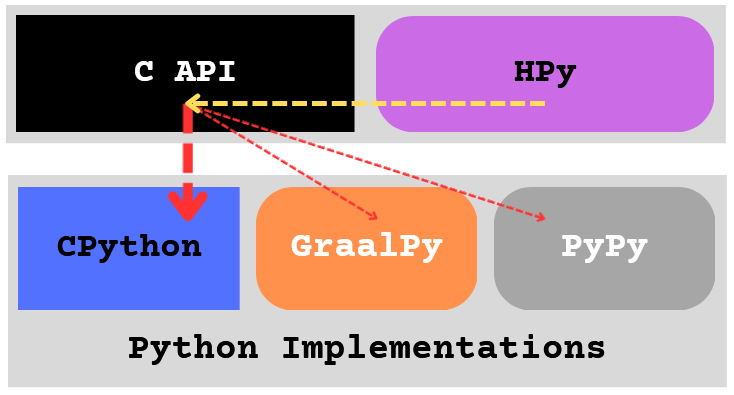 C API
HPy
CPython
GraalPy
PyPy
Python Implementations